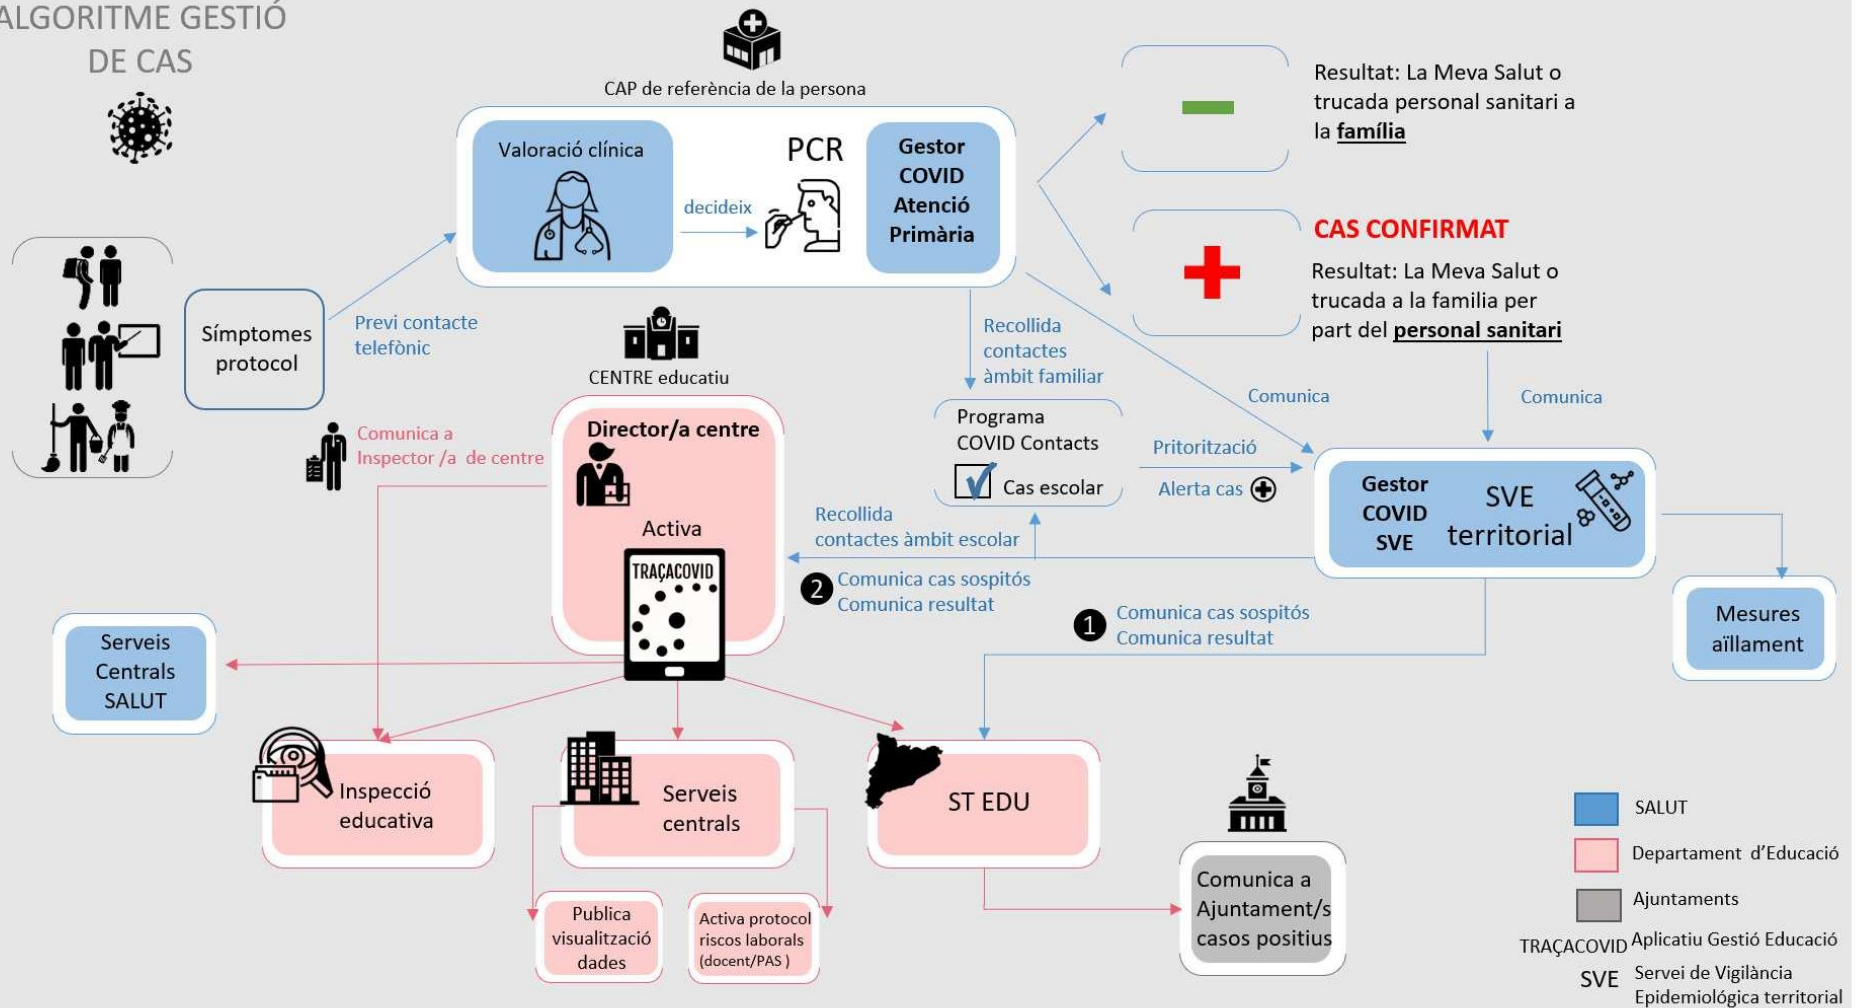 ALGORITME GESTIÓ
DE CAS
CAP de referència de la persona
Valoració clínica
decideix
PCR
Gestor
COVID
Atenció
Primària
Resultat: La Meva Salut o
trucada personal sanitari a
la família
CAS CONFIRMAT
Resultat: La Meva Salut o
trucada a la familia per
part del personal sanitari
Símptomes
protocol
Previ contacte
telefònic
CENTRE educatiu
Director/a centre
Activa
TRAÇACOVID
Comunica a
Inspector /a de centre
Recollida
contactes
àmbit familiar
Programa
COVID Contacts
Cas escolar
Pritorització
Alerta cas
Comunica
Comunica
Gestor
COVID
SVE
SVE
territorial
Recollida
contactes àmbit escolar
2 Comunica cas sospitós
Comunica resultat
1 Comunica cas sospitós
Comunica resultat
Mesures
aïllament
Serveis
Centrals
SALUT
Inspecció
educativa
Serveis
centrals
ST EDU
Publica
visualització
dades
Activa protocol
riscos laborals
(docent/PAS )
Comunica a
Ajuntament/s
casos positius
SALUT
Departament d'Educació
Ajuntaments
TRAÇACOVID Aplicatiu Gestió Educació
SVE Servei de Vigilància
Epidemiológica territorial